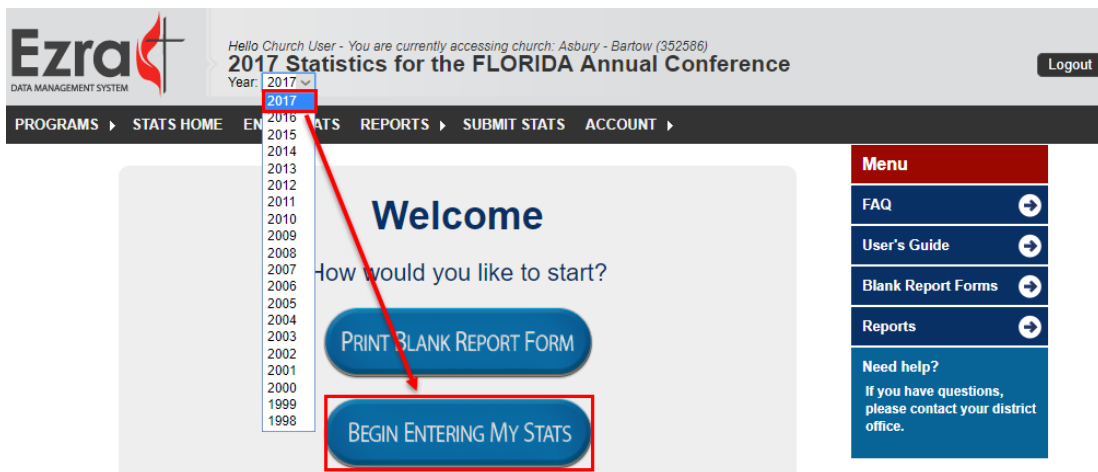 Ezra
DATA MANAGEMENT SYSTEM
Hello Church User - You are currently accessing church: Asbury - Bartow (352586)
2017 Statistics for the FLORIDA Annual Conference
Year: 2017
Logout
PROGRAMS STATS HOME EN ATS REPORTS SUBMIT STATS ACCOUNT
2017
2016
2015
2014
2013
2012
2011
2010
2009
2008
2007
2006
2005
2004
2003
2002
2001
2000
1999
1998
Welcome
How would you like to start?
PRINT BLANK REPORT FORM
BEGIN ENTERING MY STATS
Menu
FAQ
User's Guide
Blank Report Forms
Reports
Need help?
If you have questions,
please contact your district
office.